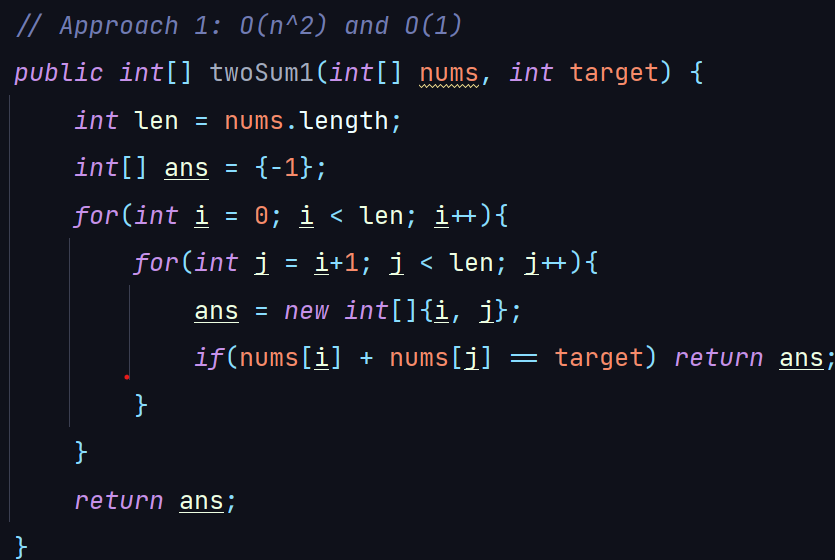 // Approach 1: O(n^2) and O(1)
public int[] twoSum1(int[] nums, int target) {
    int len = nums.length;
    int[] ans = {-1};
    for(int i = 0; i < len; i++){
        for(int j = i+1; j < len; j++){
            ans = new int[]{i, j};
            if(nums[i] + nums[j] == target) return ans;
        }
    }
    return ans;
}